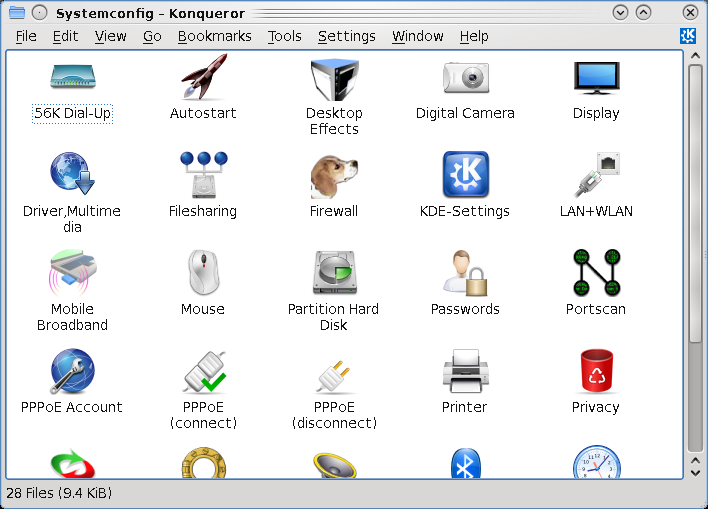 Systemconfig - Konqueror
File Edit View Go Bookmarks Tools Settings Window Help
56K Dial-Up Autostart Desktop Digital Camera Display
Effects
Driver,Multime Filesharing Firewall KDE-Settings LAN+WLAN
dia
Mobile Mouse Partition Hard Passwords Portscan
Broadband Disk
PPPoE Account PPPoE PPPoE Printer Privacy
(connect) (disconnect)
28 Files (9.4 KiB)